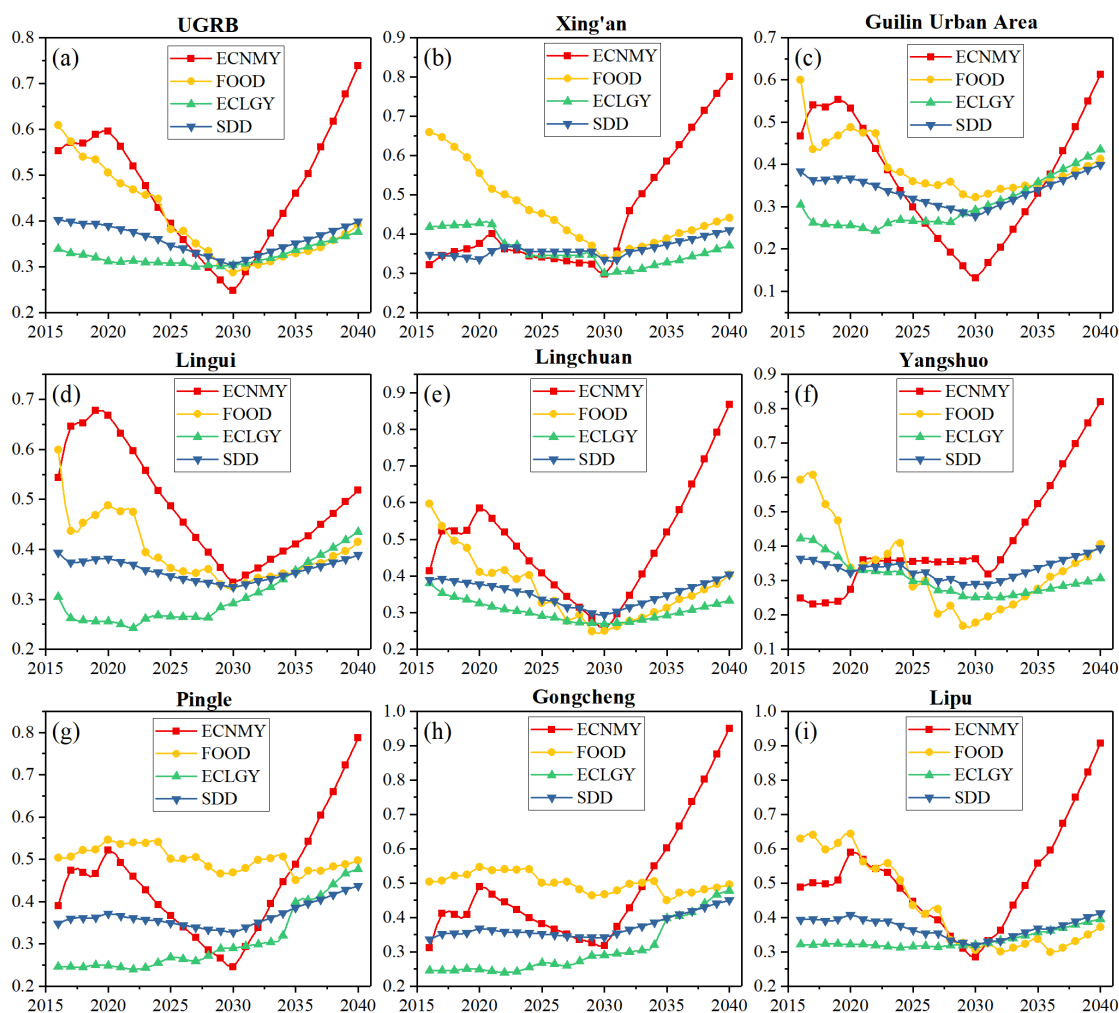 UGRB
(a)
ECNMY
FOOD
ECLGY
SDD
0.8
0.7
0.6
0.5
0.4
0.3
0.2
2015 2020 2025 2030 2035 2040
Xing'an
(b)
ECNMY
FOOD
ECLGY
SDD
0.9
0.8
0.7
0.6
0.5
0.4
0.3
0.2
2015 2020 2025 2030 2035 2040
Guilin Urban Area
(c)
ECNMY
FOOD
ECLGY
SDD
0.7
0.6
0.5
0.4
0.3
0.2
0.1
2015 2020 2025 2030 2035 2040
Lingui
(d)
ECNMY
FOOD
ECLGY
SDD
0.7
0.6
0.5
0.4
0.3
0.2
2015 2020 2025 2030 2035 2040
Lingchuan
(e)
ECNMY
FOOD
ECLGY
SDD
0.9
0.8
0.7
0.6
0.5
0.4
0.3
0.2
2015 2020 2025 2030 2035 2040
Yangshuo
(f)
ECNMY
FOOD
ECLGY
SDD
0.9
0.8
0.7
0.6
0.5
0.4
0.3
0.2
0.1
2015 2020 2025 2030 2035 2040
Pingle
(g)
ECNMY
FOOD
ECLGY
SDD
0.8
0.7
0.6
0.5
0.4
0.3
0.2
2015 2020 2025 2030 2035 2040
Gongcheng
(h)
ECNMY
FOOD
ECLGY
SDD
1.0
0.9
0.8
0.7
0.6
0.5
0.4
0.3
0.2
2015 2020 2025 2030 2035 2040
Lipu
(i)
ECNMY
FOOD
ECLGY
SDD
1.0
0.9
0.8
0.7
0.6
0.5
0.4
0.3
0.2
2015 2020 2025 2030 2035 2040